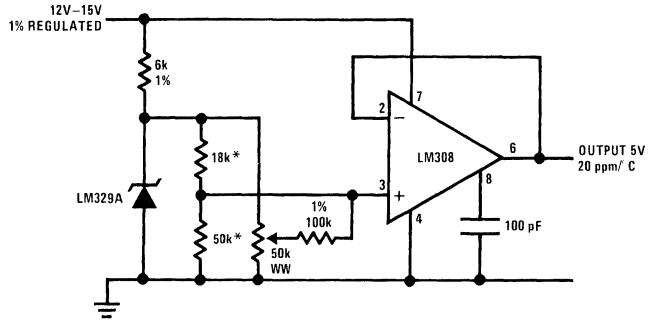 12V–15V
1% REGULATED
6k
1%
18k*
LM329A
50k*
50k
WW
1%
100k
2
−
7
LM308
3
+
4
6
8
100 pF
OUTPUT 5V
20 ppm/°C